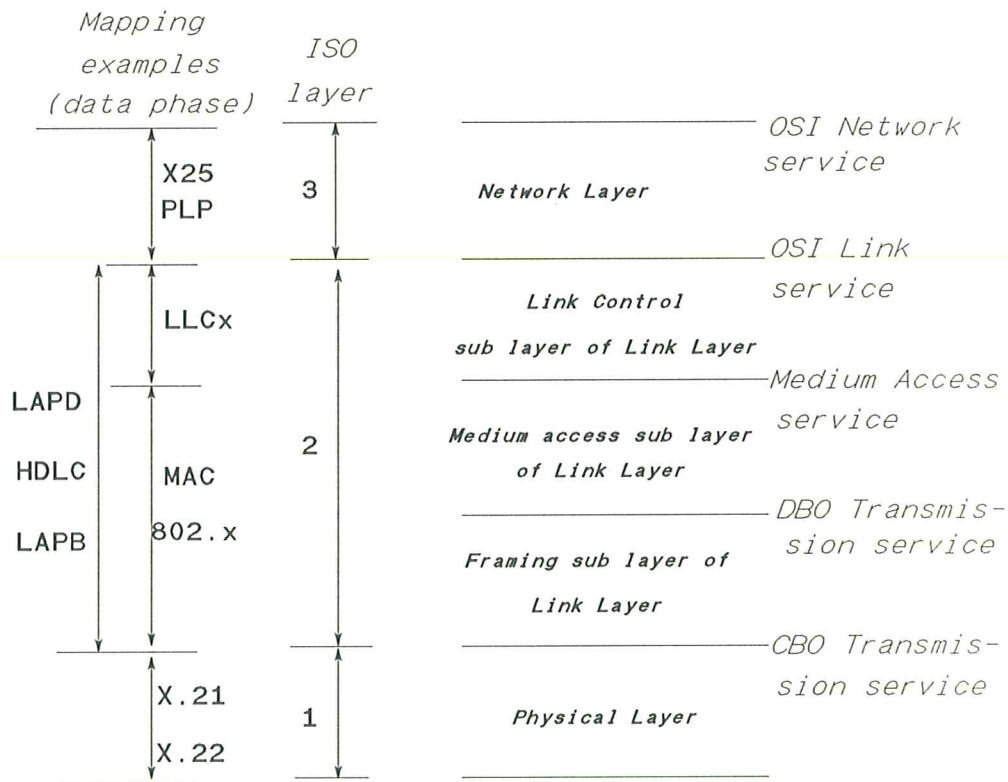 Mapping
examples
(data phase)
ISO
layer
OSI Network
service
X25
PLP
3
Network Layer
OSI Link
service
LLCx
Link Control
sub layer of Link Layer
Medium Access
service
LAPD
HDLC
LAPB
MAC
802.x
2
Medium access sub layer
of Link Layer
DBO Transmis-
sion service
Framing sub layer of
Link Layer
CBO Transmis-
sion service
X.21
X.22
1
Physical Layer